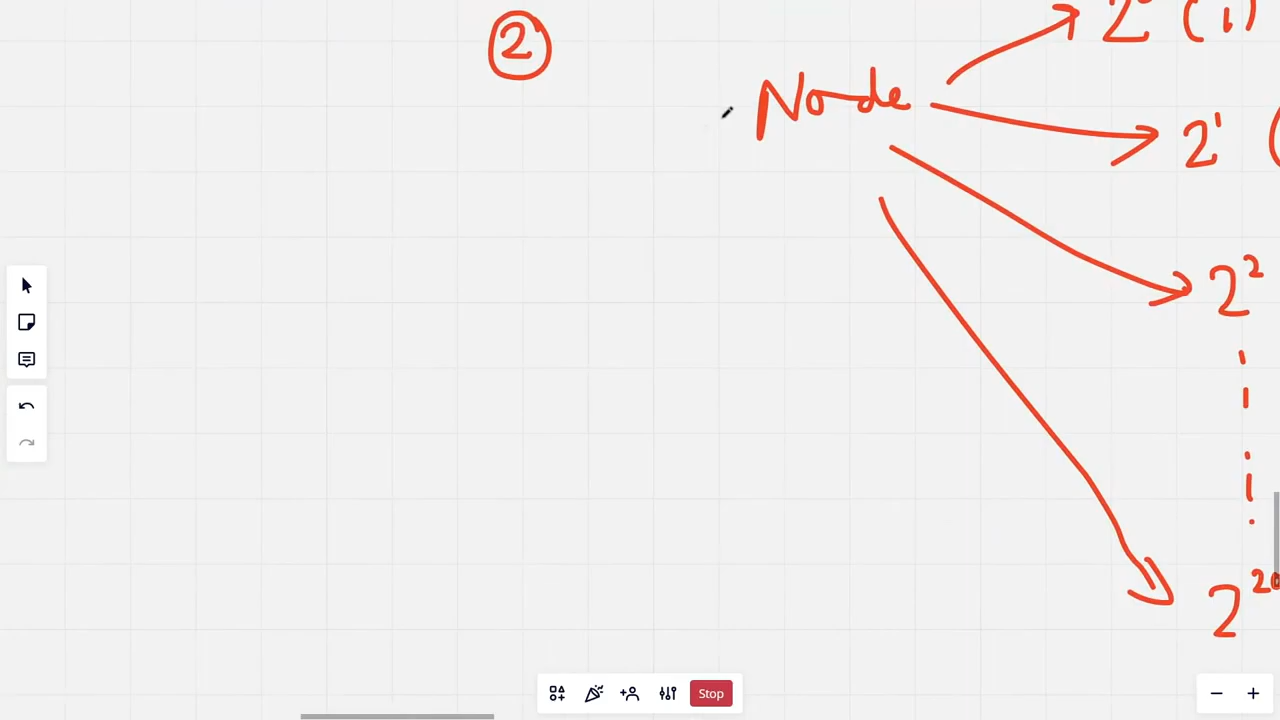 2
2⁰ (1)
Node
2¹ (
2²
2²⁰
Stop